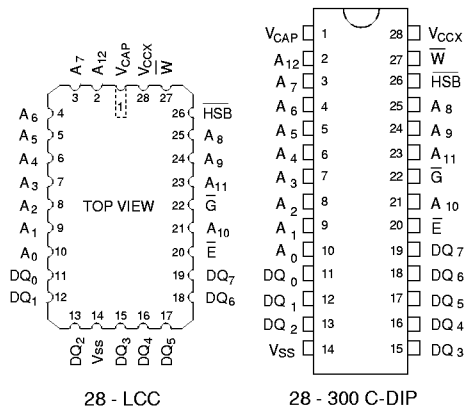 A7 A12 VCAP VCCX W̅
3 2 1 28 27
A6 4 26 H̅S̅B̅
A5 5 25 A8
A4 6 24 A9
A3 7 23 A11
A2 8 TOP VIEW 22 G̅
A1 9 21 A10
A0 10 20 E̅
DQ0 11 19 DQ7
DQ1 12 18 DQ6
13 14 15 16 17
DQ2 Vss DQ3 DQ4 DQ5
28 - LCC
VCAP 1 28 VCCX
A12 2 27 W̅
A7 3 26 H̅S̅B̅
A6 4 25 A8
A5 5 24 A9
A4 6 23 A11
A3 7 22 G̅
A2 8 21 A10
A1 9 20 E̅
A0 10 19 DQ7
DQ0 11 18 DQ6
DQ1 12 17 DQ5
DQ2 13 16 DQ4
VSS 14 15 DQ3
28 - 300 C-DIP